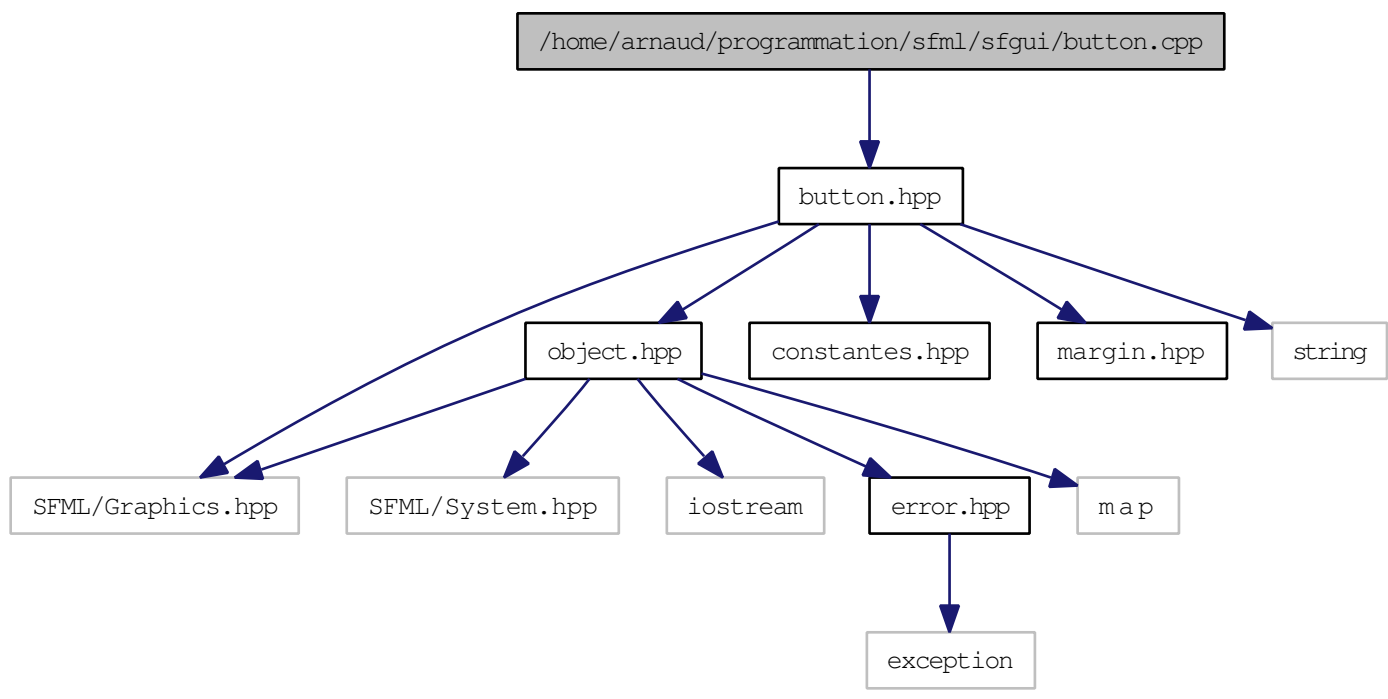 /home/arnaud/programmation/sfml/sfgui/button.cpp
button.hpp
object.hpp
constantes.hpp
margin.hpp
string
SFML/Graphics.hpp
SFML/System.hpp
iostream
error.hpp
map
exception